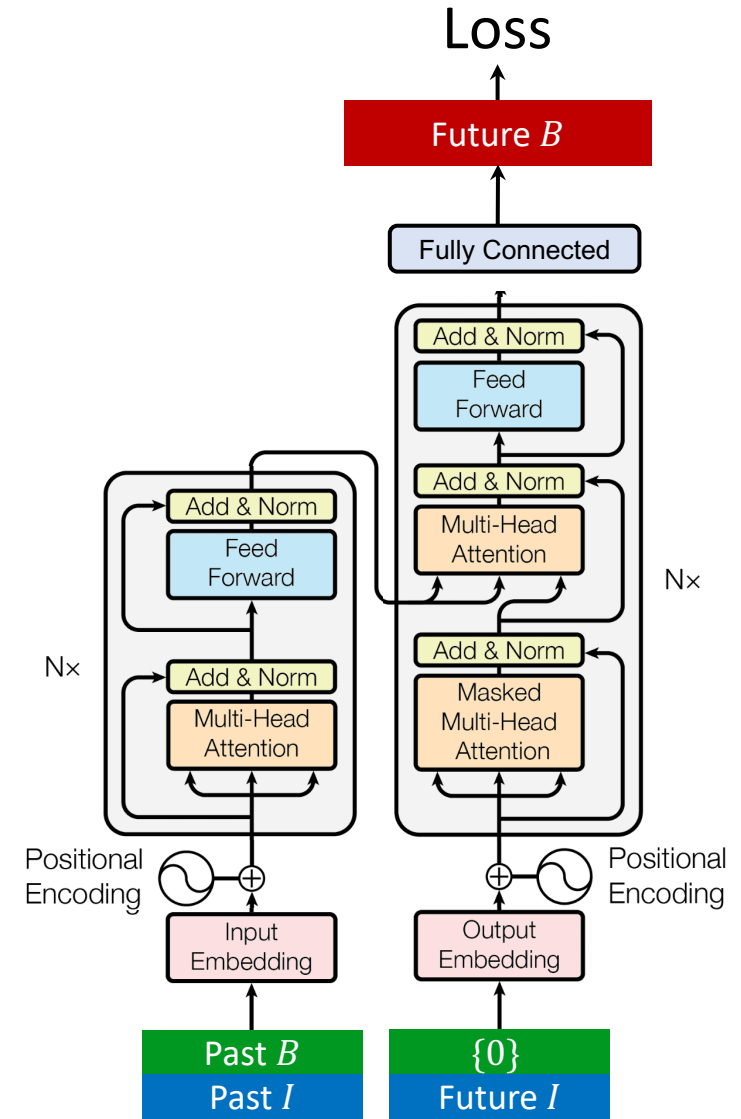 Loss
Future B
Fully Connected
Add & Norm
Feed
Forward
Add & Norm
Multi-Head
Attention
Add & Norm
Masked
Multi-Head
Attention
N×
Add & Norm
Feed
Forward
Add & Norm
Multi-Head
Attention
N×
Positional
Encoding
Positional
Encoding
Input
Embedding
Output
Embedding
Past B
Past I
{0}
Future I